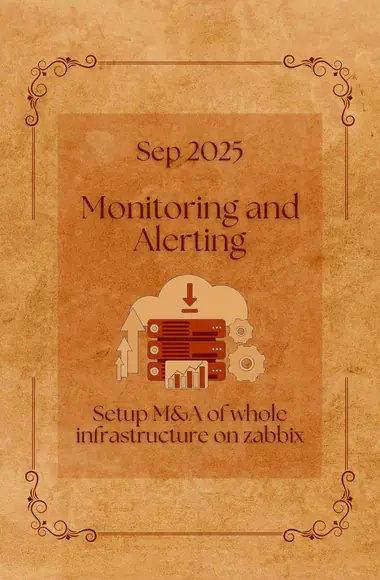 Sep 2025
Monitoring and
Alerting
Setup M&A of whole
infrastructure on zabbix